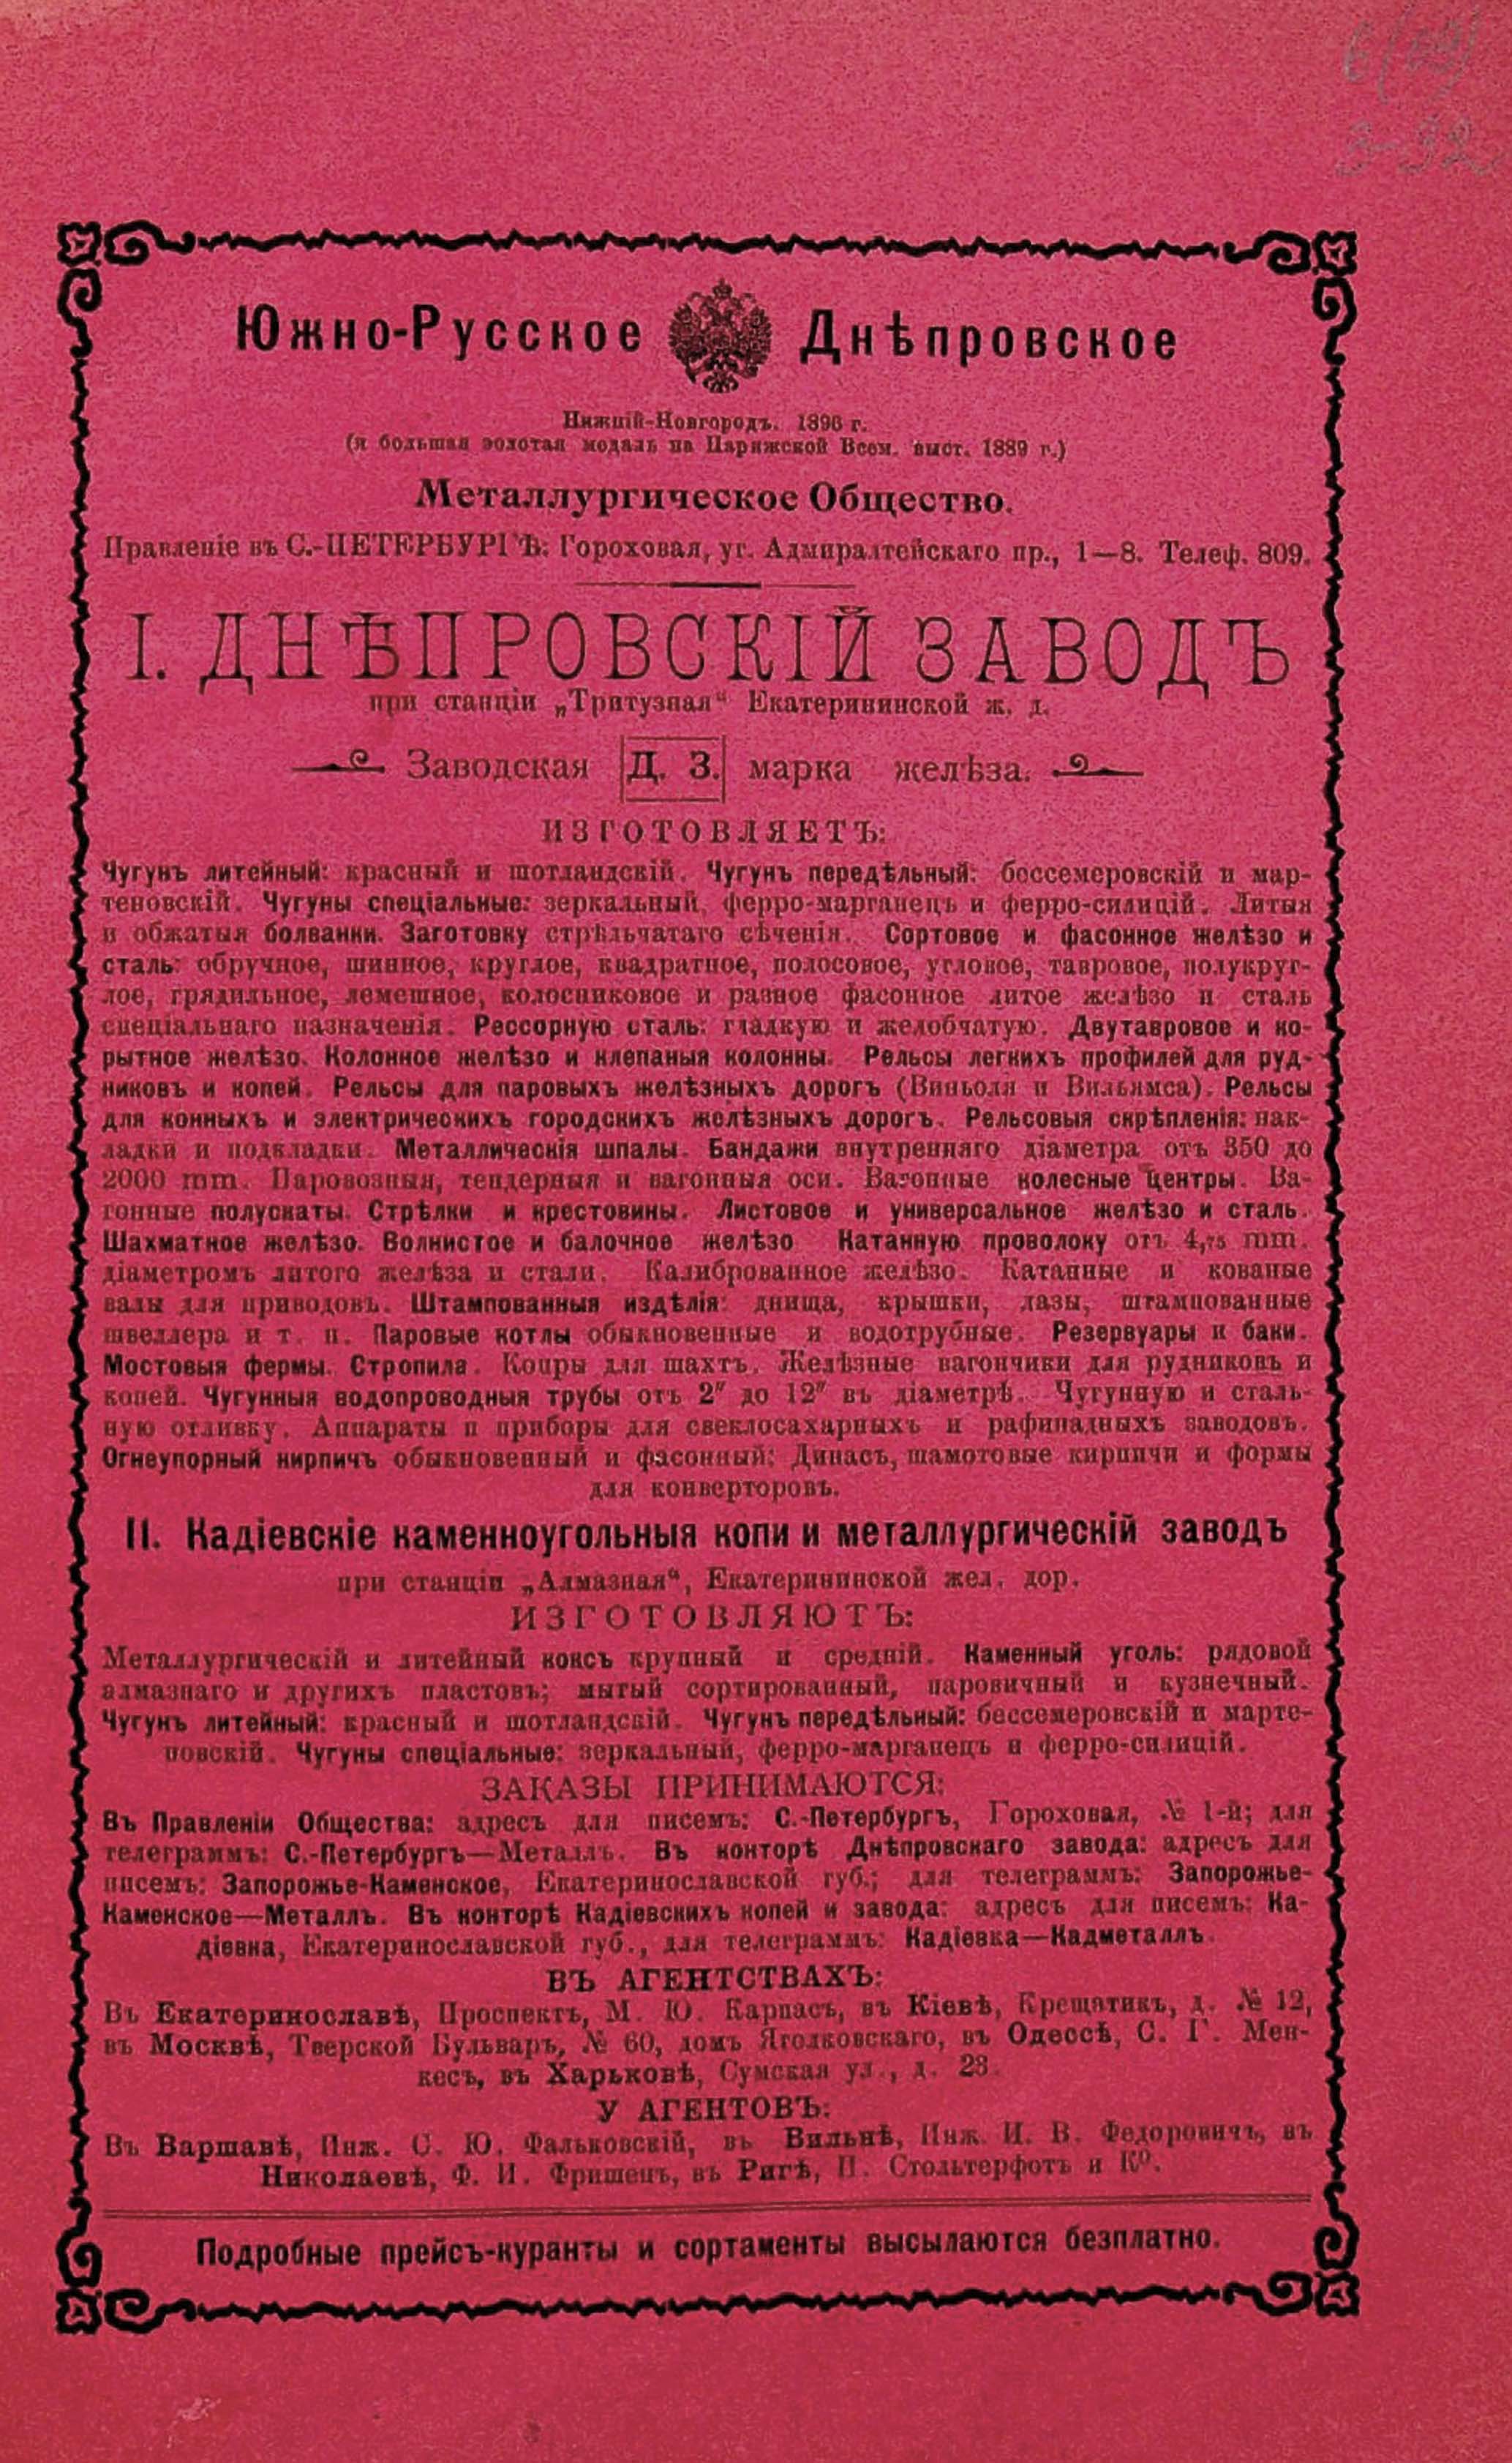 6(09)
3-32
Южно-Русское Днѣпровское
Нижній-Новгородъ. 1896 г.
(и большая золотая медаль на Парижской Всем. выст. 1889 г.)
Металлургическое Общество.
Правленіе въ С.-ПЕТЕРБУРГѢ: Гороховая, уг. Адмиралтейскаго пр., 1—8. Телеф. 809.
I. ДНѢПРОВСКІЙ ЗАВОДЪ
при станціи „Тритузная“ Екатерининской ж. д.
Заводская Д. З. марка желѣза.
ИЗГОТОВЛЯЕТЪ:
Чугунъ литейный: красный и шотландскій. Чугунъ передѣльный: бессемеровскій и мар-
теновскій. Чугуны спеціальные: зеркальный, ферро-марганецъ и ферро-силицій. Литыя
и обжатыя болванки. Заготовку стрѣльчатаго сѣченія. Сортовое и фасонное желѣзо и
сталь: обручное, шинное, круглое, квадратное, полосовое, угловое, тавровое, полукруг-
лое, грядильное, лемешное, колосниковое и разное фасонное литое желѣзо и сталь
спеціальнаго назначенія. Рессорную сталь: гладкую и желобчатую. Двутавровое и ко-
рытное желѣзо. Колонное желѣзо и клепаныя колонны. Рельсы легкихъ профилей для руд-
никовъ и копей. Рельсы для паровыхъ желѣзныхъ дорогъ (Виньоля и Вильямса). Рельсы
для конныхъ и электрическихъ городскихъ желѣзныхъ дорогъ. Рельсовыя скрѣпленія: нак-
ладки и подкладки. Металлическія шпалы. Бандажи внутренняго діаметра отъ 350 до
2000 mm. Паровозныя, тендерныя и вагонныя оси. Вагонные колесные центры. Ва-
гонные полускаты. Стрѣлки и крестовины. Листовое и универсальное желѣзо и сталь.
Шахматное желѣзо. Волнистое и балочное желѣзо Катанную проволоку отъ 4,75 mm.
діаметромъ литого желѣза и стали. Калиброванное желѣзо. Катанные и кованые
валы для приводовъ. Штампованныя издѣлія: днища, крышки, лазы, штампованные
швеллера и т. п. Паровые котлы обыкновенные и водотрубные. Резервуары и баки.
Мостовыя фермы. Стропила. Копры для шахтъ. Желѣзные вагончики для рудниковъ и
копей. Чугунныя водопроводныя трубы отъ 2" до 12" въ діаметрѣ. Чугунную и сталь-
ную отливку. Аппараты и приборы для свеклосахарныхъ и рафинадныхъ заводовъ.
Огнеупорный кирпичъ обыкновенный и фасонный: Динасъ, шамотовые кирпичи и формы
для конверторовъ.
II. Кадіевскіе каменноугольныя копи и металлургическій заводъ
при станціи „Алмазная“, Екатерининской жел. дор.
ИЗГОТОВЛЯЮТЪ:
Металлургическій и литейный коксъ крупный и средній. Каменный уголь: рядовой
алмазнаго и другихъ пластовъ; мытый сортированный, паровичный и кузнечный.
Чугунъ литейный: красный и шотландскій. Чугунъ передѣльный: бессемеровскій и марте-
новскій. Чугуны спеціальные: зеркальный, ферро-марганецъ и ферро-силицій.
ЗАКАЗЫ ПРИНИМАЮТСЯ:
Въ Правленіи Общества: адресъ для писемъ: С.-Петербургъ, Гороховая, № 1-й; для
телеграммъ: С.-Петербургъ—Металлъ. Въ конторѣ Днѣпровскаго завода: адресъ для
писемъ: Запорожье-Каменское, Екатеринославской губ.; для телеграммъ: Запорожье-
Каменское—Металлъ. Въ конторѣ Кадіевскихъ копей и завода: адресъ для писемъ: Ка-
діевка, Екатеринославской губ., для телеграммъ: Кадіевка—Кадметаллъ.
ВЪ АГЕНТСТВАХЪ:
Въ Екатеринославѣ, Проспектъ, М. Ю. Карпасъ, въ Кіевѣ, Крещатикъ, д. № 12,
въ Москвѣ, Тверской Бульваръ, № 60, домъ Яголковскаго, въ Одессѣ, С. Г. Мен-
кесъ, въ Харьковѣ, Сумская ул., д. 23.
У АГЕНТОВЪ:
Въ Варшавѣ, Инж. С. Ю. Фальковскій, въ Вильнѣ, Инж. И. В. Федоровичъ, въ
Николаевѣ, Ф. И. Фришенъ, въ Ригѣ, П. Стольтерфотъ и К⁰.
Подробные прейсъ-куранты и сортаменты высылаются безплатно.